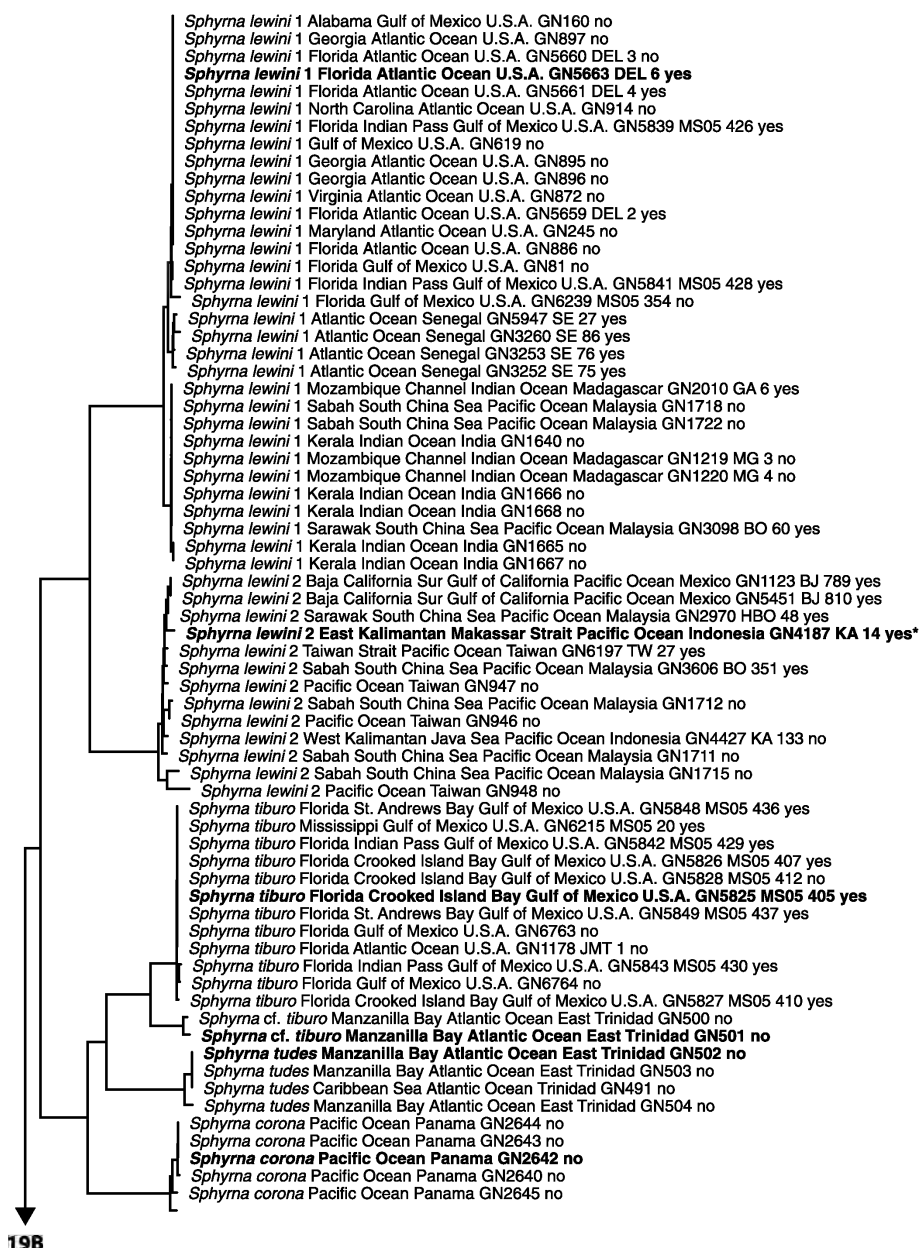 Sphyrna lewini 1 Alabama Gulf of Mexico U.S.A. GN160 no
Sphyrna lewini 1 Georgia Atlantic Ocean U.S.A. GN897 no
Sphyrna lewini 1 Florida Atlantic Ocean U.S.A. GN5660 DEL 3 no
Sphyrna lewini 1 Florida Atlantic Ocean U.S.A. GN5663 DEL 6 yes
Sphyrna lewini 1 Florida Atlantic Ocean U.S.A. GN5661 DEL 4 yes
Sphyrna lewini 1 North Carolina Atlantic Ocean U.S.A. GN914 no
Sphyrna lewini 1 Florida Indian Pass Gulf of Mexico U.S.A. GN5839 MS05 426 yes
Sphyrna lewini 1 Gulf of Mexico U.S.A. GN619 no
Sphyrna lewini 1 Georgia Atlantic Ocean U.S.A. GN895 no
Sphyrna lewini 1 Georgia Atlantic Ocean U.S.A. GN896 no
Sphyrna lewini 1 Virginia Atlantic Ocean U.S.A. GN872 no
Sphyrna lewini 1 Florida Atlantic Ocean U.S.A. GN5659 DEL 2 yes
Sphyrna lewini 1 Maryland Atlantic Ocean U.S.A. GN245 no
Sphyrna lewini 1 Florida Atlantic Ocean U.S.A. GN886 no
Sphyrna lewini 1 Florida Gulf of Mexico U.S.A. GN81 no
Sphyrna lewini 1 Florida Indian Pass Gulf of Mexico U.S.A. GN5841 MS05 428 yes
Sphyrna lewini 1 Florida Gulf of Mexico U.S.A. GN6239 MS05 354 no
Sphyrna lewini 1 Atlantic Ocean Senegal GN5947 SE 27 yes
Sphyrna lewini 1 Atlantic Ocean Senegal GN3260 SE 86 yes
Sphyrna lewini 1 Atlantic Ocean Senegal GN3253 SE 76 yes
Sphyrna lewini 1 Atlantic Ocean Senegal GN3252 SE 75 yes
Sphyrna lewini 1 Mozambique Channel Indian Ocean Madagascar GN2010 GA 6 yes
Sphyrna lewini 1 Sabah South China Sea Pacific Ocean Malaysia GN1718 no
Sphyrna lewini 1 Sabah South China Sea Pacific Ocean Malaysia GN1722 no
Sphyrna lewini 1 Kerala Indian Ocean India GN1640 no
Sphyrna lewini 1 Mozambique Channel Indian Ocean Madagascar GN1219 MG 3 no
Sphyrna lewini 1 Mozambique Channel Indian Ocean Madagascar GN1220 MG 4 no
Sphyrna lewini 1 Kerala Indian Ocean India GN1666 no
Sphyrna lewini 1 Kerala Indian Ocean India GN1668 no
Sphyrna lewini 1 Sarawak South China Sea Pacific Ocean Malaysia GN3098 BO 60 yes
Sphyrna lewini 1 Kerala Indian Ocean India GN1665 no
Sphyrna lewini 1 Kerala Indian Ocean India GN1667 no
Sphyrna lewini 2 Baja California Sur Gulf of California Pacific Ocean Mexico GN1123 BJ 789 yes
Sphyrna lewini 2 Baja California Sur Gulf of California Pacific Ocean Mexico GN5451 BJ 810 yes
Sphyrna lewini 2 Sarawak South China Sea Pacific Ocean Malaysia GN2970 HBO 48 yes
Sphyrna lewini 2 East Kalimantan Makassar Strait Pacific Ocean Indonesia GN4187 KA 14 yes*
Sphyrna lewini 2 Taiwan Strait Pacific Ocean Taiwan GN6197 TW 27 yes
Sphyrna lewini 2 Sabah South China Sea Pacific Ocean Malaysia GN3606 BO 351 yes
Sphyrna lewini 2 Pacific Ocean Taiwan GN947 no
Sphyrna lewini 2 Sabah South China Sea Pacific Ocean Malaysia GN1712 no
Sphyrna lewini 2 Pacific Ocean Taiwan GN946 no
Sphyrna lewini 2 West Kalimantan Java Sea Pacific Ocean Indonesia GN4427 KA 133 no
Sphyrna lewini 2 Sabah South China Sea Pacific Ocean Malaysia GN1711 no
Sphyrna lewini 2 Sabah South China Sea Pacific Ocean Malaysia GN1715 no
Sphyrna lewini 2 Pacific Ocean Taiwan GN948 no
Sphyrna tiburo Florida St. Andrews Bay Gulf of Mexico U.S.A. GN5848 MS05 436 yes
Sphyrna tiburo Mississippi Gulf of Mexico U.S.A. GN6215 MS05 20 yes
Sphyrna tiburo Florida Indian Pass Gulf of Mexico U.S.A. GN5842 MS05 429 yes
Sphyrna tiburo Florida Crooked Island Bay Gulf of Mexico U.S.A. GN5826 MS05 407 yes
Sphyrna tiburo Florida Crooked Island Bay Gulf of Mexico U.S.A. GN5828 MS05 412 no
Sphyrna tiburo Florida Crooked Island Bay Gulf of Mexico U.S.A. GN5825 MS05 405 yes
Sphyrna tiburo Florida St. Andrews Bay Gulf of Mexico U.S.A. GN5849 MS05 437 yes
Sphyrna tiburo Florida Gulf of Mexico U.S.A. GN6763 no
Sphyrna tiburo Florida Atlantic Ocean U.S.A. GN1178 JMT 1 no
Sphyrna tiburo Florida Indian Pass Gulf of Mexico U.S.A. GN5843 MS05 430 yes
Sphyrna tiburo Florida Gulf of Mexico U.S.A. GN6764 no
Sphyrna tiburo Florida Crooked Island Bay Gulf of Mexico U.S.A. GN5827 MS05 410 yes
Sphyrna cf. tiburo Manzanilla Bay Atlantic Ocean East Trinidad GN500 no
Sphyrna cf. tiburo Manzanilla Bay Atlantic Ocean East Trinidad GN501 no
Sphyrna tudes Manzanilla Bay Atlantic Ocean East Trinidad GN502 no
Sphyrna tudes Manzanilla Bay Atlantic Ocean East Trinidad GN503 no
Sphyrna tudes Caribbean Sea Atlantic Ocean Trinidad GN491 no
Sphyrna tudes Manzanilla Bay Atlantic Ocean East Trinidad GN504 no
Sphyrna corona Pacific Ocean Panama GN2644 no
Sphyrna corona Pacific Ocean Panama GN2643 no
Sphyrna corona Pacific Ocean Panama GN2642 no
Sphyrna corona Pacific Ocean Panama GN2640 no
Sphyrna corona Pacific Ocean Panama GN2645 no
19B